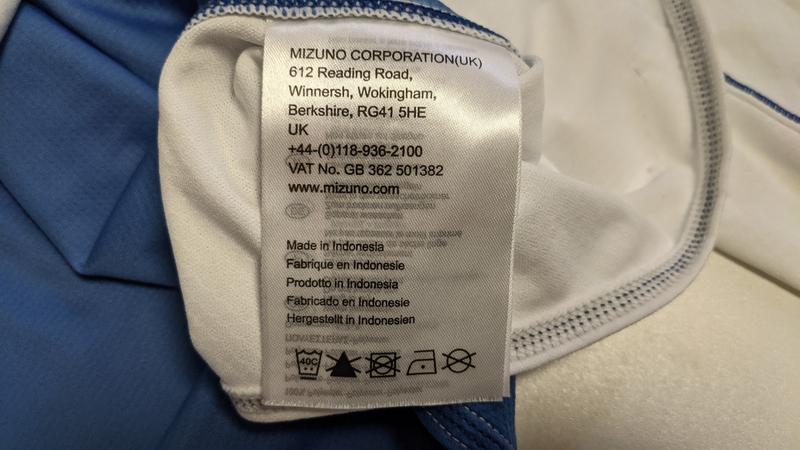 MIZUNO CORPORATION(UK)
612 Reading Road,
Winnersh, Wokingham,
Berkshire, RG41 5HE
UK
+44-(0)118-936-2100
VAT No. GB 362 501382
www.mizuno.com
Made in Indonesia
Fabrique en Indonesie
Prodotto in Indonesia
Fabricado en Indonesie
Hergestellt in Indonesien
40C